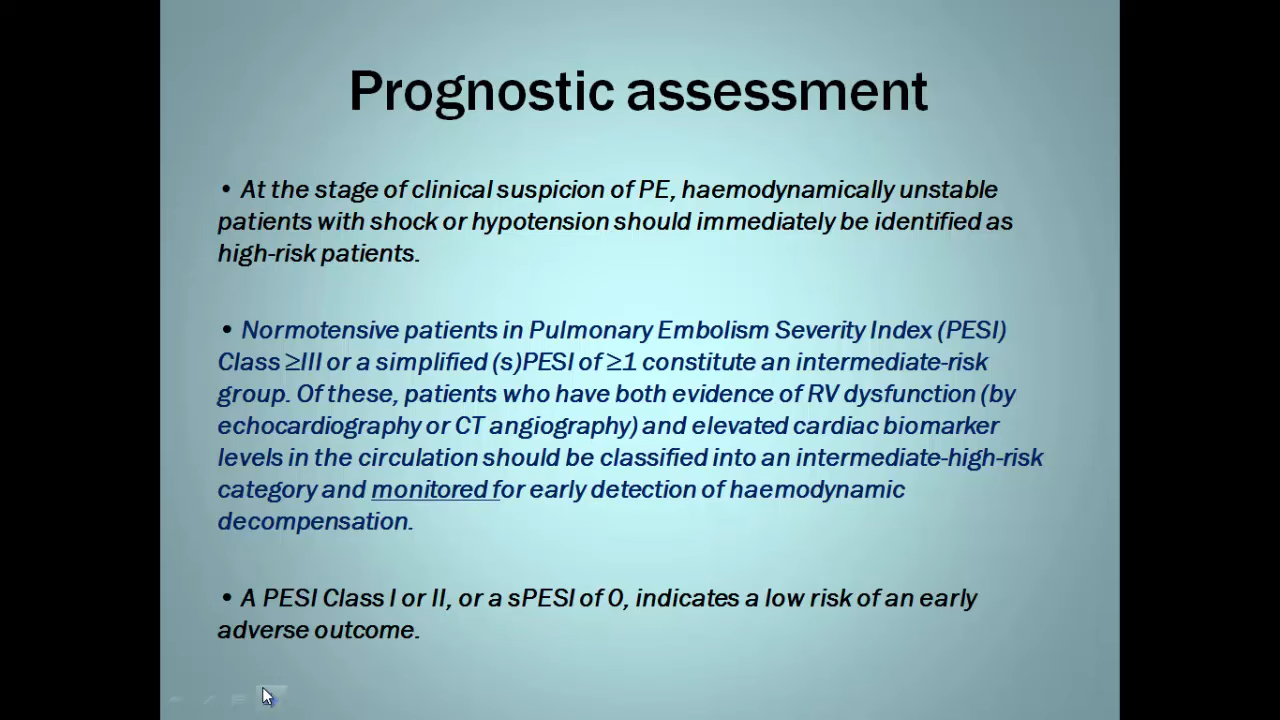 Prognostic assessment
• At the stage of clinical suspicion of PE, haemodynamically unstable
patients with shock or hypotension should immediately be identified as
high-risk patients.
• Normotensive patients in Pulmonary Embolism Severity Index (PESI)
Class ≥III or a simplified (s)PESI of ≥1 constitute an intermediate-risk
group. Of these, patients who have both evidence of RV dysfunction (by
echocardiography or CT angiography) and elevated cardiac biomarker
levels in the circulation should be classified into an intermediate-high-risk
category and monitored for early detection of haemodynamic
decompensation.
• A PESI Class I or II, or a sPESI of 0, indicates a low risk of an early
adverse outcome.